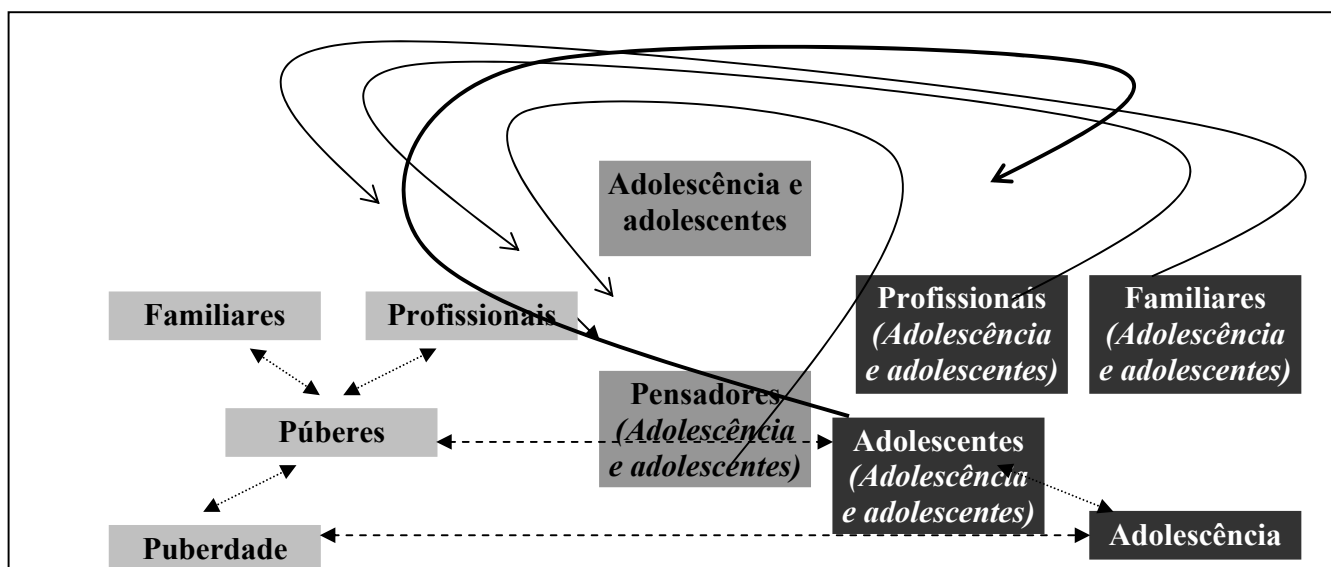 Adolescência e
adolescentes
Familiares
Profissionais
Profissionais
(Adolescência
e adolescentes)
Familiares
(Adolescência
e adolescentes)
Pensadores
(Adolescência
e adolescentes)
Púberes
Adolescentes
(Adolescência
e adolescentes)
Puberdade
Adolescência